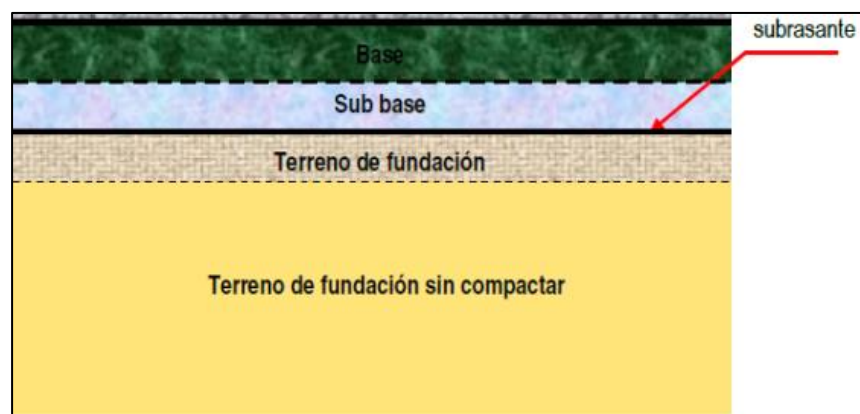 subrasante
Base
Sub base
Terreno de fundación
Terreno de fundación sin compactar